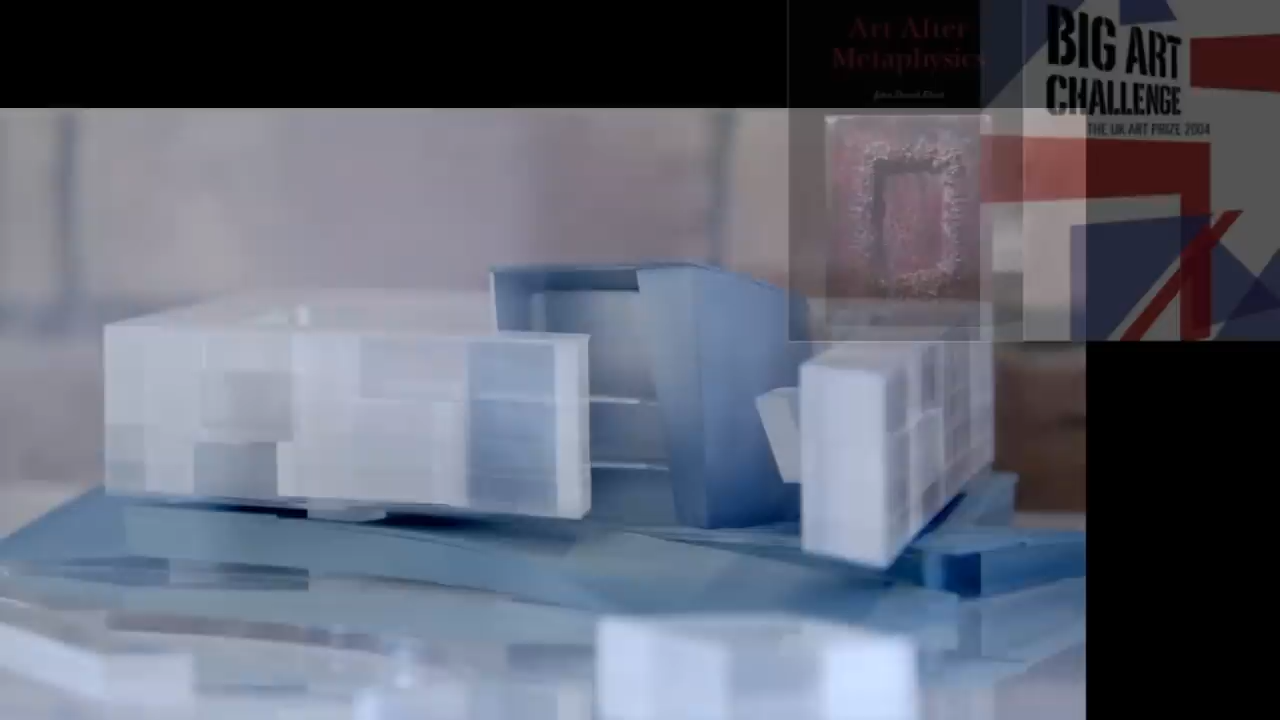 Art After
Metaphysics
BIG ART
CHALLENGE
THE UK ART PRIZE 2004